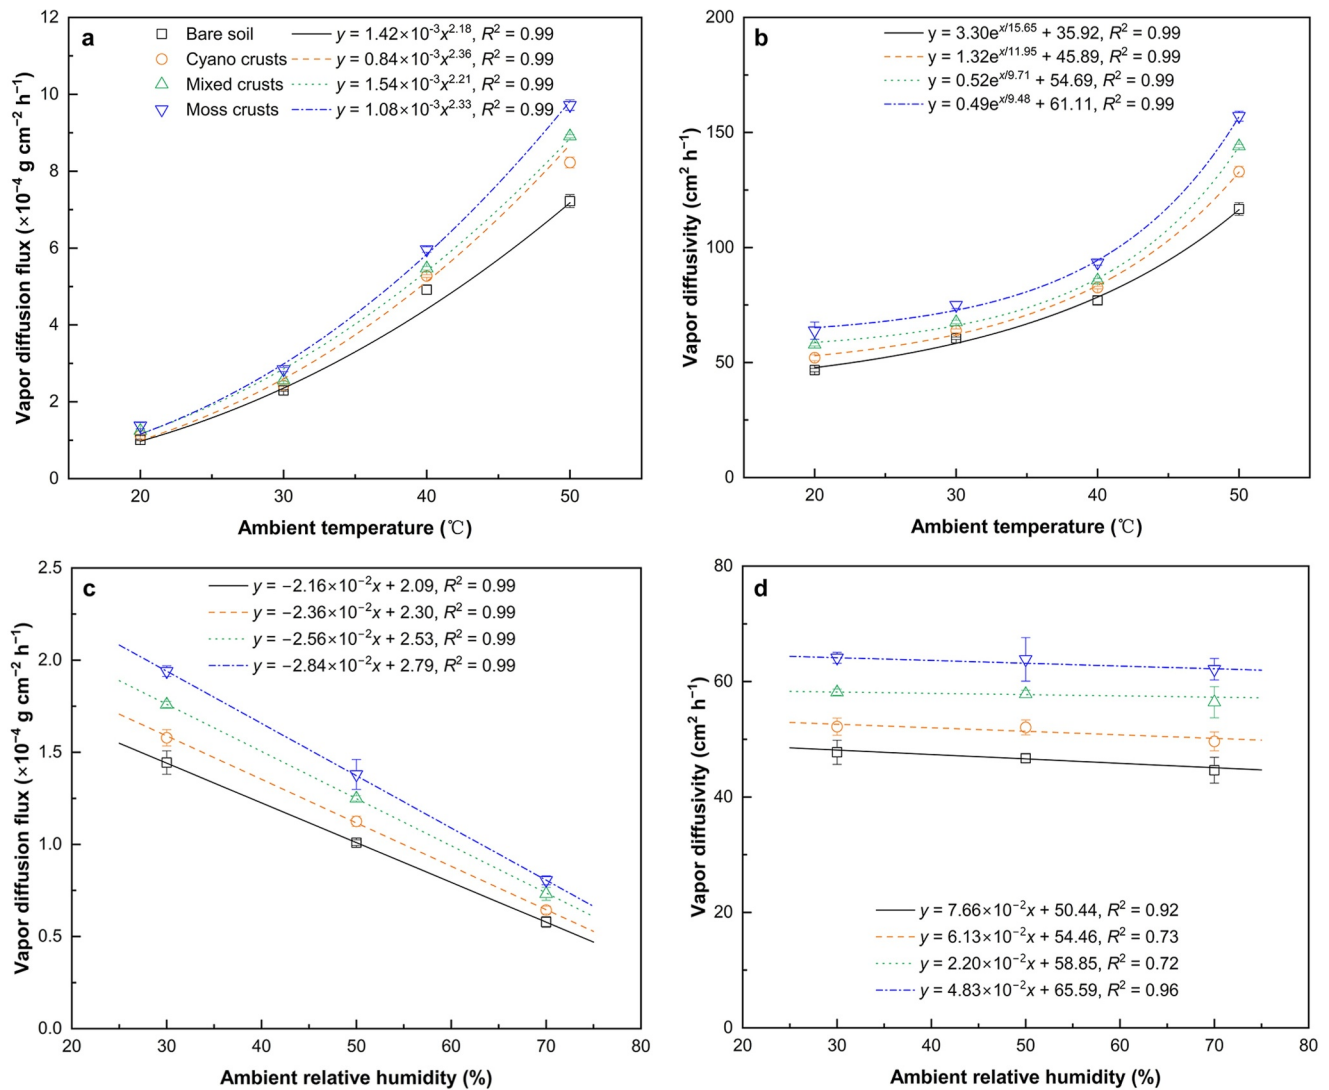 a
Bare soil y = 1.42×10⁻³x²·¹⁸, R² = 0.99
Cyano crusts y = 0.84×10⁻³x²·³⁶, R² = 0.99
Mixed crusts y = 1.54×10⁻³x²·²¹, R² = 0.99
Moss crusts y = 1.08×10⁻³x²·³³, R² = 0.99
12
10
8
6
4
2
0
20 30 40 50
Vapor diffusion flux (×10⁻⁴ g cm⁻² h⁻¹)
Ambient temperature (℃)
b
y = 3.30e^x/15.65 + 35.92, R² = 0.99
y = 1.32e^x/11.95 + 45.89, R² = 0.99
y = 0.52e^x/9.71 + 54.69, R² = 0.99
y = 0.49e^x/9.48 + 61.11, R² = 0.99
200
150
100
50
0
20 30 40 50
Vapor diffusivity (cm² h⁻¹)
Ambient temperature (℃)
c
y = −2.16×10⁻²x + 2.09, R² = 0.99
y = −2.36×10⁻²x + 2.30, R² = 0.99
y = −2.56×10⁻²x + 2.53, R² = 0.99
y = −2.84×10⁻²x + 2.79, R² = 0.99
2.5
2.0
1.5
1.0
0.5
0.0
20 30 40 50 60 70 80
Vapor diffusion flux (×10⁻⁴ g cm⁻² h⁻¹)
Ambient relative humidity (%)
d
80
60
40
20
0
y = 7.66×10⁻²x + 50.44, R² = 0.92
y = 6.13×10⁻²x + 54.46, R² = 0.73
y = 2.20×10⁻²x + 58.85, R² = 0.72
y = 4.83×10⁻²x + 65.59, R² = 0.96
20 30 40 50 60 70 80
Vapor diffusivity (cm² h⁻¹)
Ambient relative humidity (%)